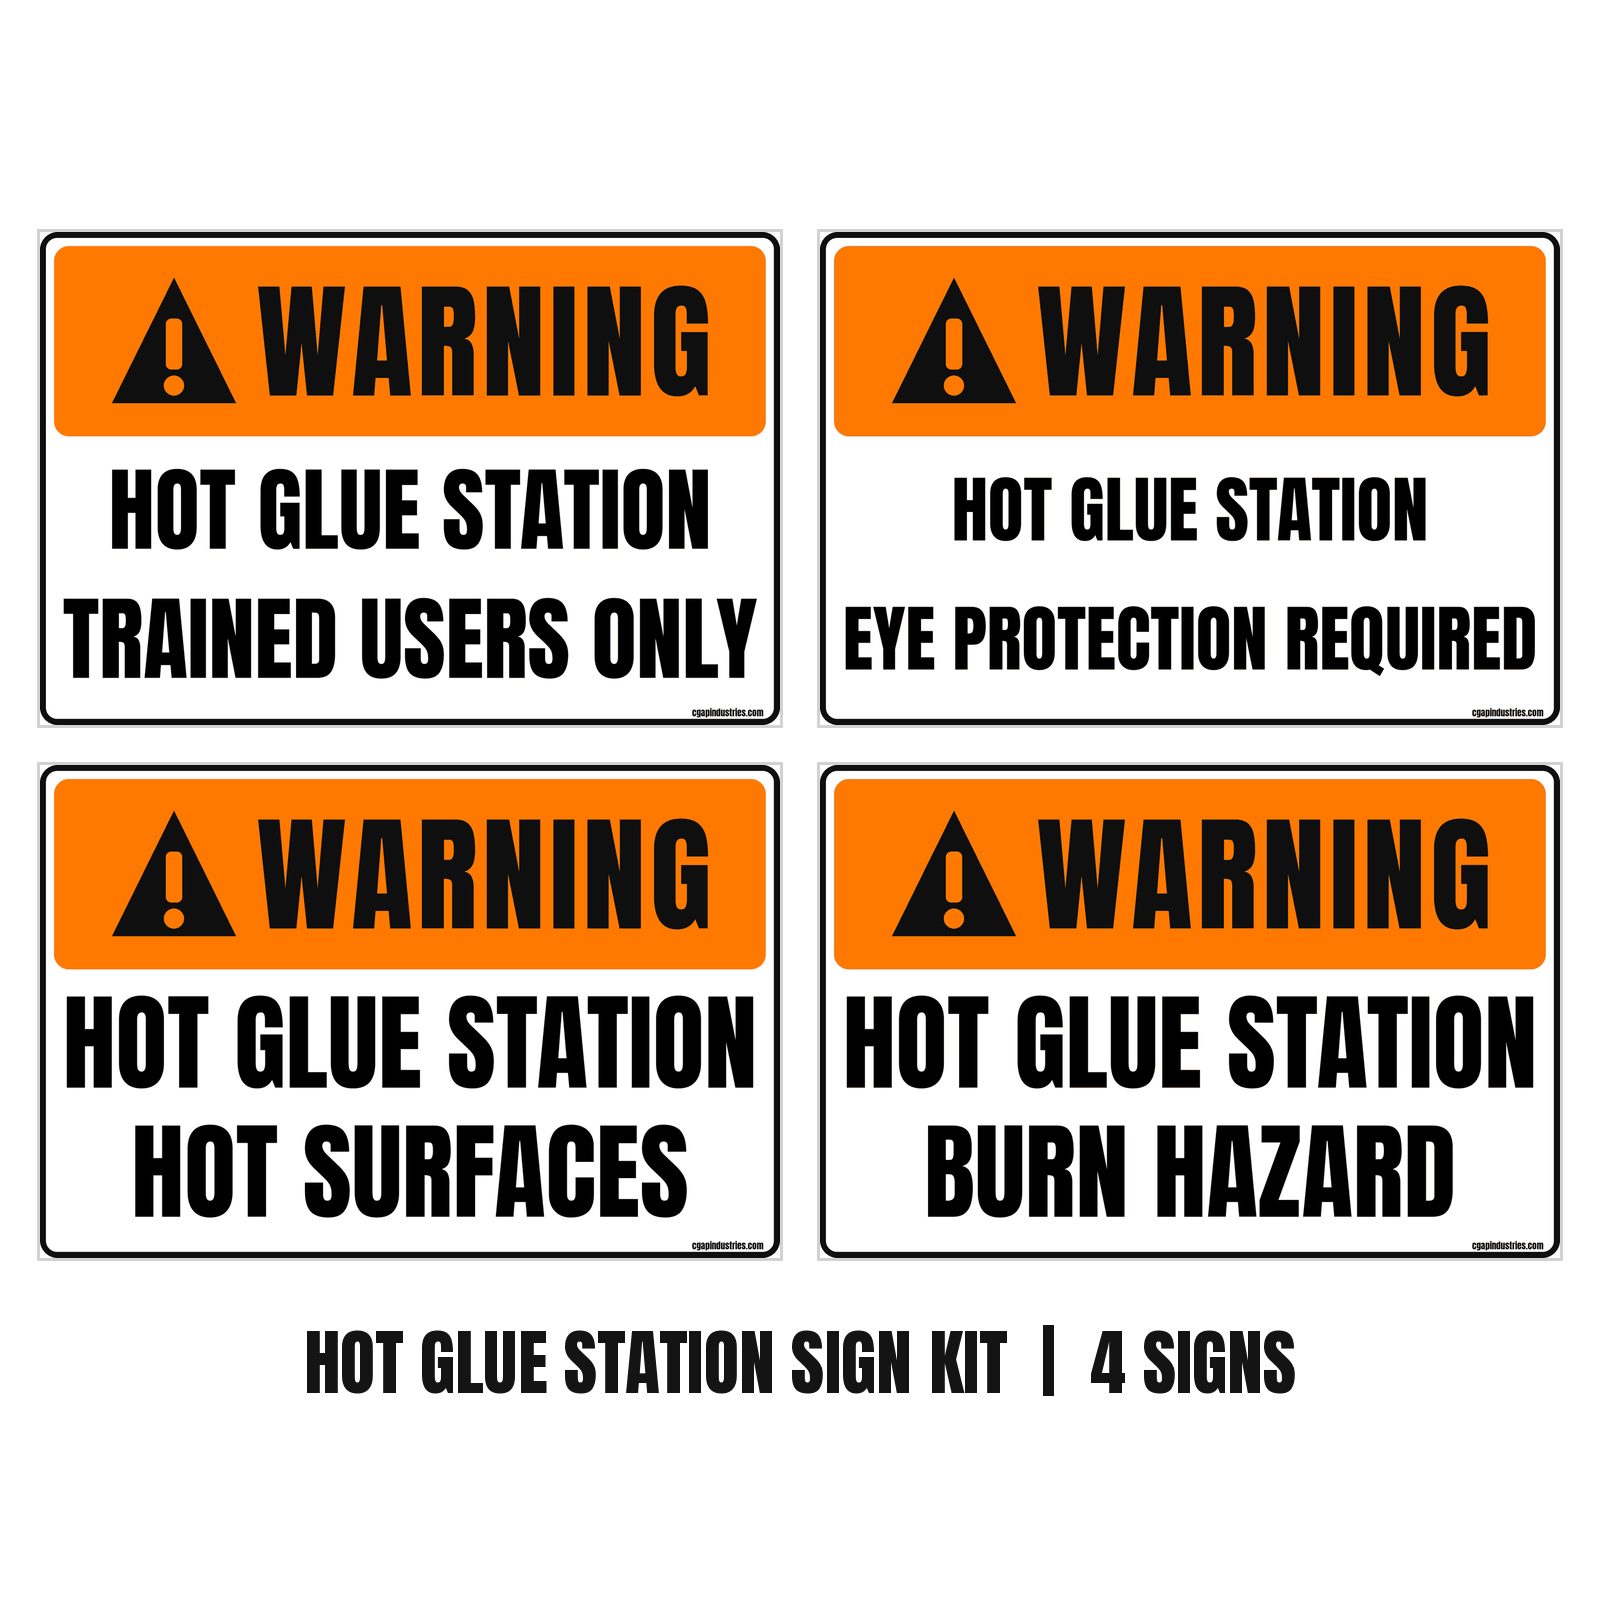 WARNING
HOT GLUE STATION
TRAINED USERS ONLY
cgapindustries.com
WARNING
HOT GLUE STATION
EYE PROTECTION REQUIRED
cgapindustries.com
WARNING
HOT GLUE STATION
HOT SURFACES
cgapindustries.com
WARNING
HOT GLUE STATION
BURN HAZARD
cgapindustries.com
HOT GLUE STATION SIGN KIT | 4 SIGNS